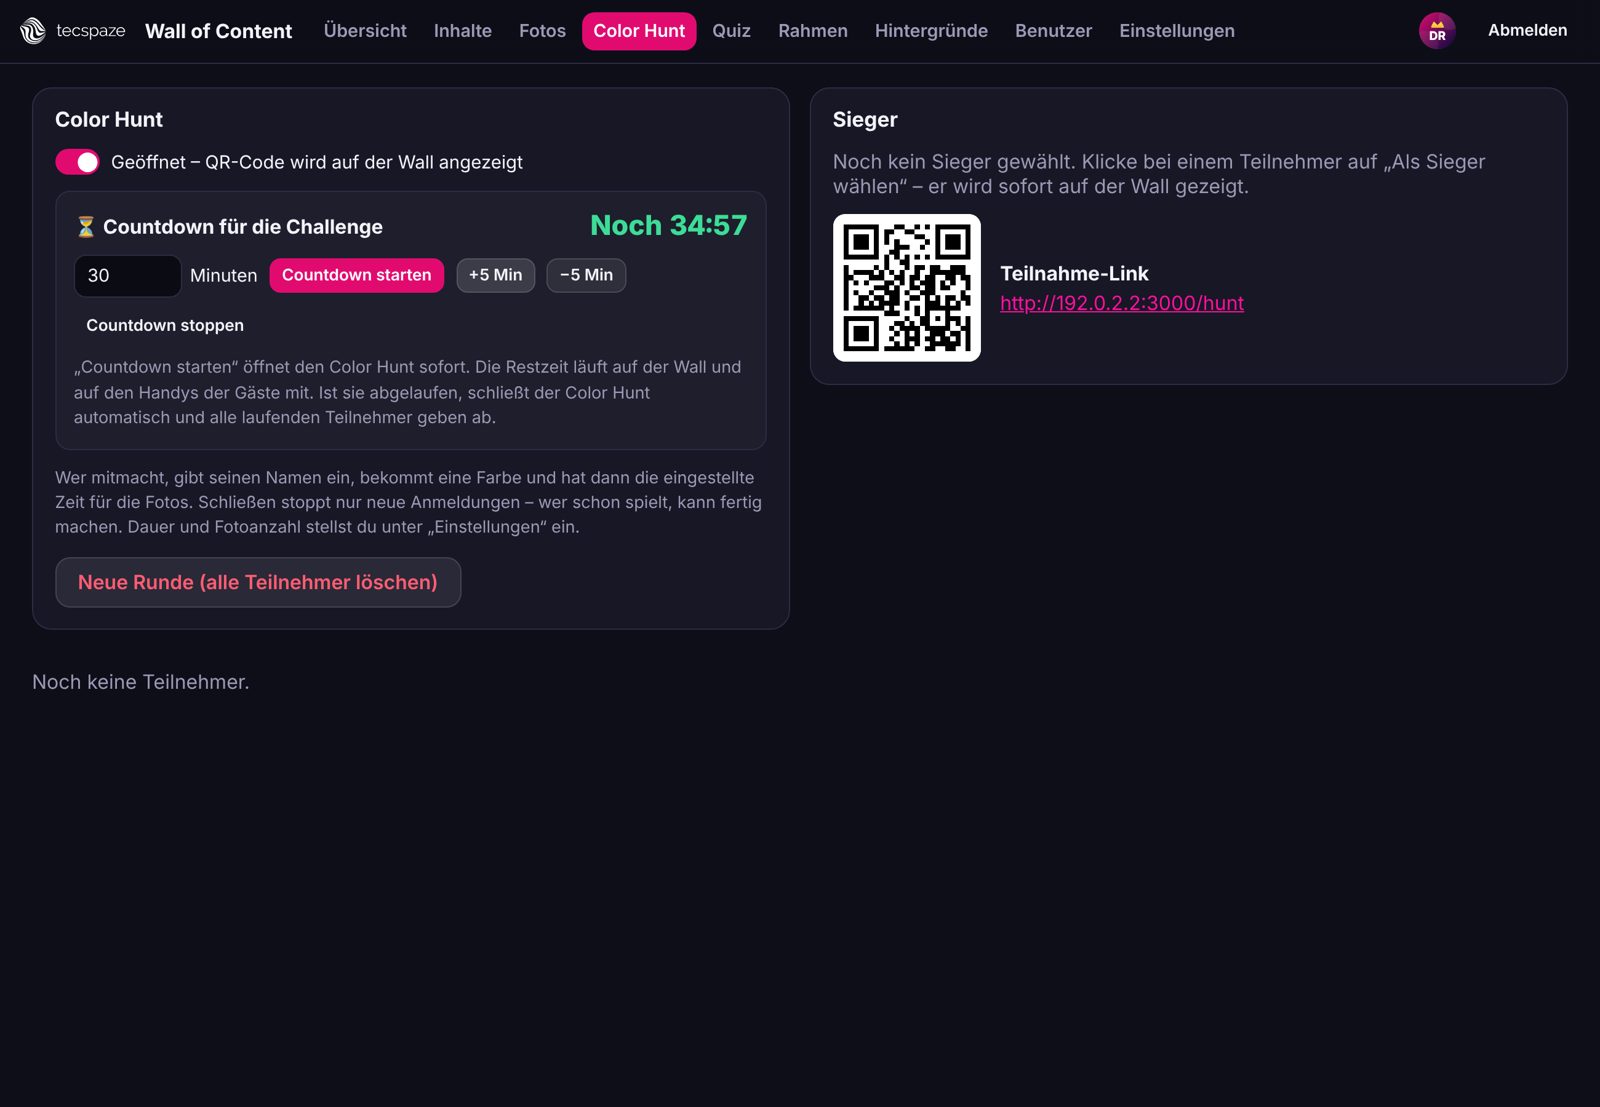 tecspaze
Wall of Content
Übersicht
Inhalte
Fotos
Color Hunt
Quiz
Rahmen
Hintergründe
Benutzer
Einstellungen
DR
Abmelden
Color Hunt
Geöffnet – QR-Code wird auf der Wall angezeigt
⏳ Countdown für die Challenge
Noch 34:57
30
Minuten
Countdown starten
+5 Min
−5 Min
Countdown stoppen
„Countdown starten“ öffnet den Color Hunt sofort. Die Restzeit läuft auf der Wall und
auf den Handys der Gäste mit. Ist sie abgelaufen, schließt der Color Hunt
automatisch und alle laufenden Teilnehmer geben ab.
Wer mitmacht, gibt seinen Namen ein, bekommt eine Farbe und hat dann die eingestellte
Zeit für die Fotos. Schließen stoppt nur neue Anmeldungen – wer schon spielt, kann fertig
machen. Dauer und Fotoanzahl stellst du unter „Einstellungen“ ein.
Neue Runde (alle Teilnehmer löschen)
Sieger
Noch kein Sieger gewählt. Klicke bei einem Teilnehmer auf „Als Sieger
wählen“ – er wird sofort auf der Wall gezeigt.
Teilnahme-Link
http://192.0.2.2:3000/hunt
Noch keine Teilnehmer.